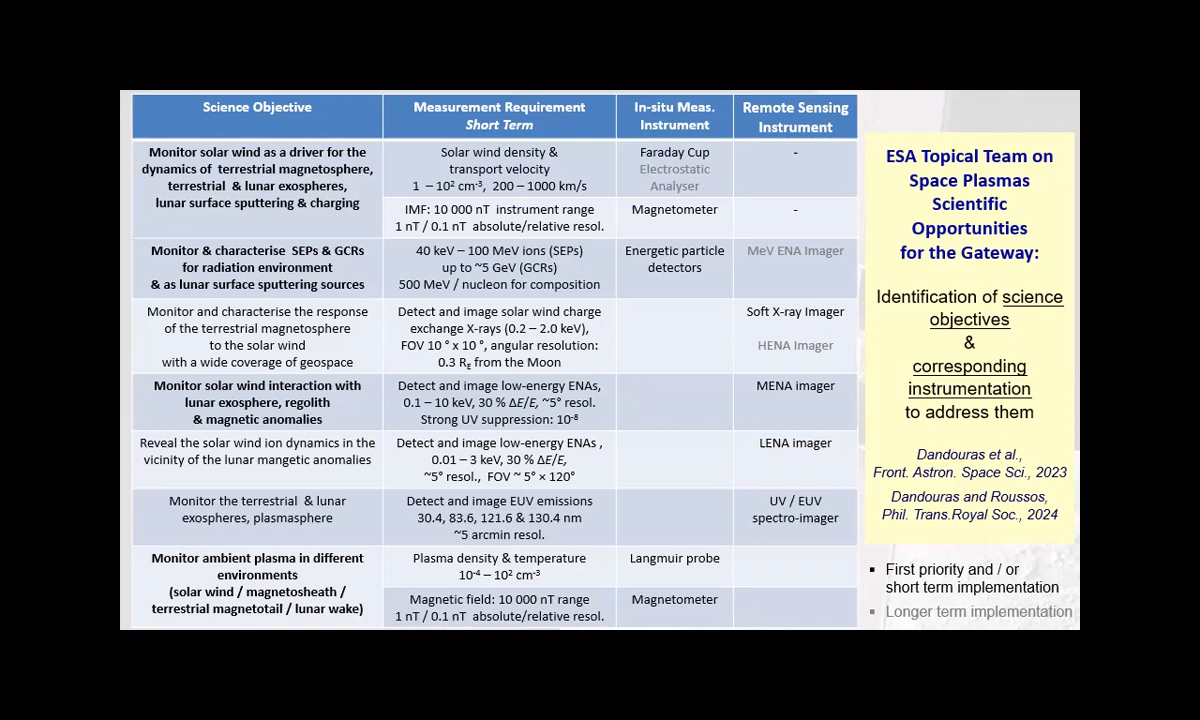 Science Objective
Measurement Requirement
Short Term
In-situ Meas.
Instrument
Remote Sensing
Instrument
Monitor solar wind as a driver for the
dynamics of terrestrial magnetosphere,
terrestrial & lunar exospheres,
lunar surface sputtering & charging
Solar wind density &
transport velocity
1 – 10² cm⁻³, 200 – 1000 km/s
Faraday Cup
Electrostatic
Analyser
-
IMF: 10 000 nT instrument range
1 nT / 0.1 nT absolute/relative resol.
Magnetometer
-
Monitor & characterise SEPs & GCRs
for radiation environment
& as lunar surface sputtering sources
40 keV – 100 MeV ions (SEPs)
up to ~5 GeV (GCRs)
500 MeV / nucleon for composition
Energetic particle
detectors
MeV ENA Imager
Monitor and characterise the response
of the terrestrial magnetosphere
to the solar wind
with a wide coverage of geospace
Detect and image solar wind charge
exchange X-rays (0.2 – 2.0 keV),
FOV 10 ° x 10 °, angular resolution:
0.3 R_E from the Moon
Soft X-ray Imager
HENA Imager
Monitor solar wind interaction with
lunar exosphere, regolith
& magnetic anomalies
Detect and image low-energy ENAs,
0.1 – 10 keV, 30 % ΔE/E, ~5° resol.
Strong UV suppression: 10⁻⁸
MENA imager
Reveal the solar wind ion dynamics in the
vicinity of the lunar mangetic anomalies
Detect and image low-energy ENAs ,
0.01 – 3 keV, 30 % ΔE/E,
~5° resol., FOV ~ 5° × 120°
LENA imager
Monitor the terrestrial & lunar
exospheres, plasmasphere
Detect and image EUV emissions
30.4, 83.6, 121.6 & 130.4 nm
~5 arcmin resol.
UV / EUV
spectro-imager
Monitor ambient plasma in different
environments
(solar wind / magnetosheath /
terrestrial magnetotail / lunar wake)
Plasma density & temperature
10⁻⁴ – 10² cm⁻³
Langmuir probe
Magnetic field: 10 000 nT range
1 nT / 0.1 nT absolute/relative resol.
Magnetometer
ESA Topical Team on
Space Plasmas
Scientific
Opportunities
for the Gateway:
Identification of science
objectives
&
corresponding
instrumentation
to address them
Dandouras et al.,
Front. Astron. Space Sci., 2023
Dandouras and Roussos,
Phil. Trans.Royal Soc., 2024
▪ First priority and / or
short term implementation
▪ Longer term implementation